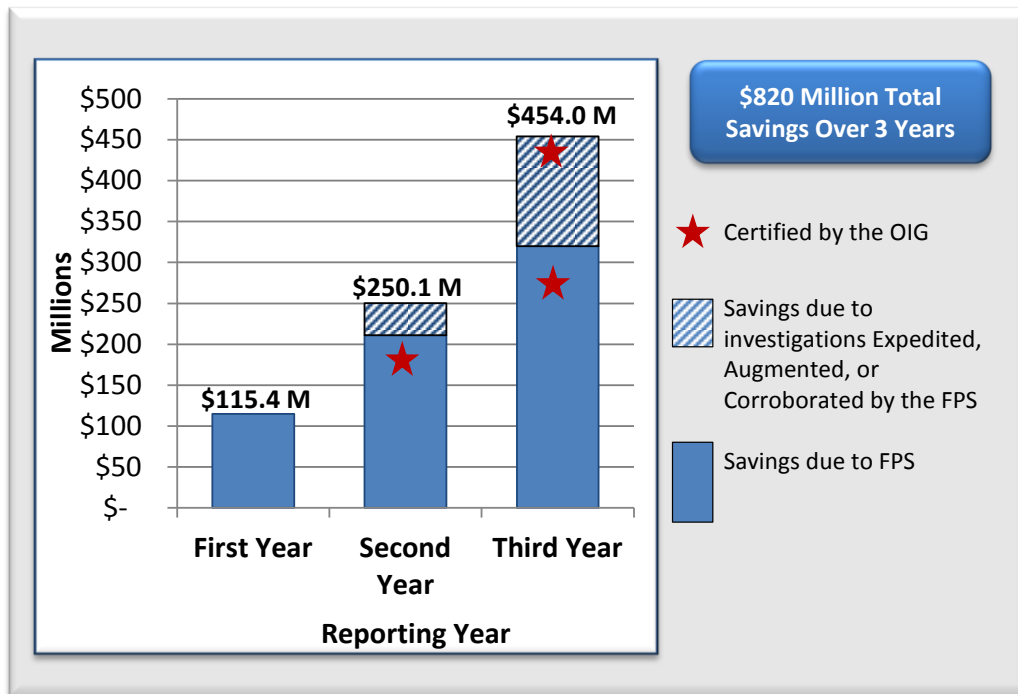 $820 Million Total
Savings Over 3 Years
Millions
$500
$450
$400
$350
$300
$250
$200
$150
$100
$50
$-
$115.4 M
$250.1 M
$454.0 M
First Year
Second
Year
Third Year
Reporting Year
Certified by the OIG
Savings due to
investigations Expedited,
Augmented, or
Corroborated by the FPS
Savings due to FPS